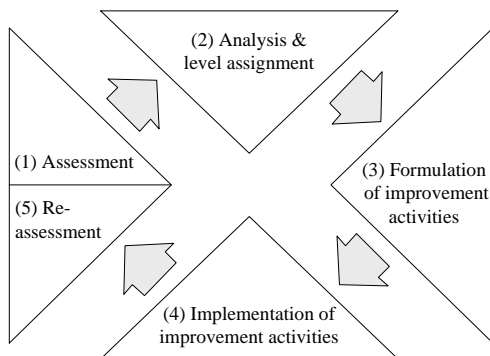 (2) Analysis &
level assignment
(1) Assessment
(5) Re-
assessment
(3) Formulation
of improvement
activities
(4) Implementation of
improvement activities